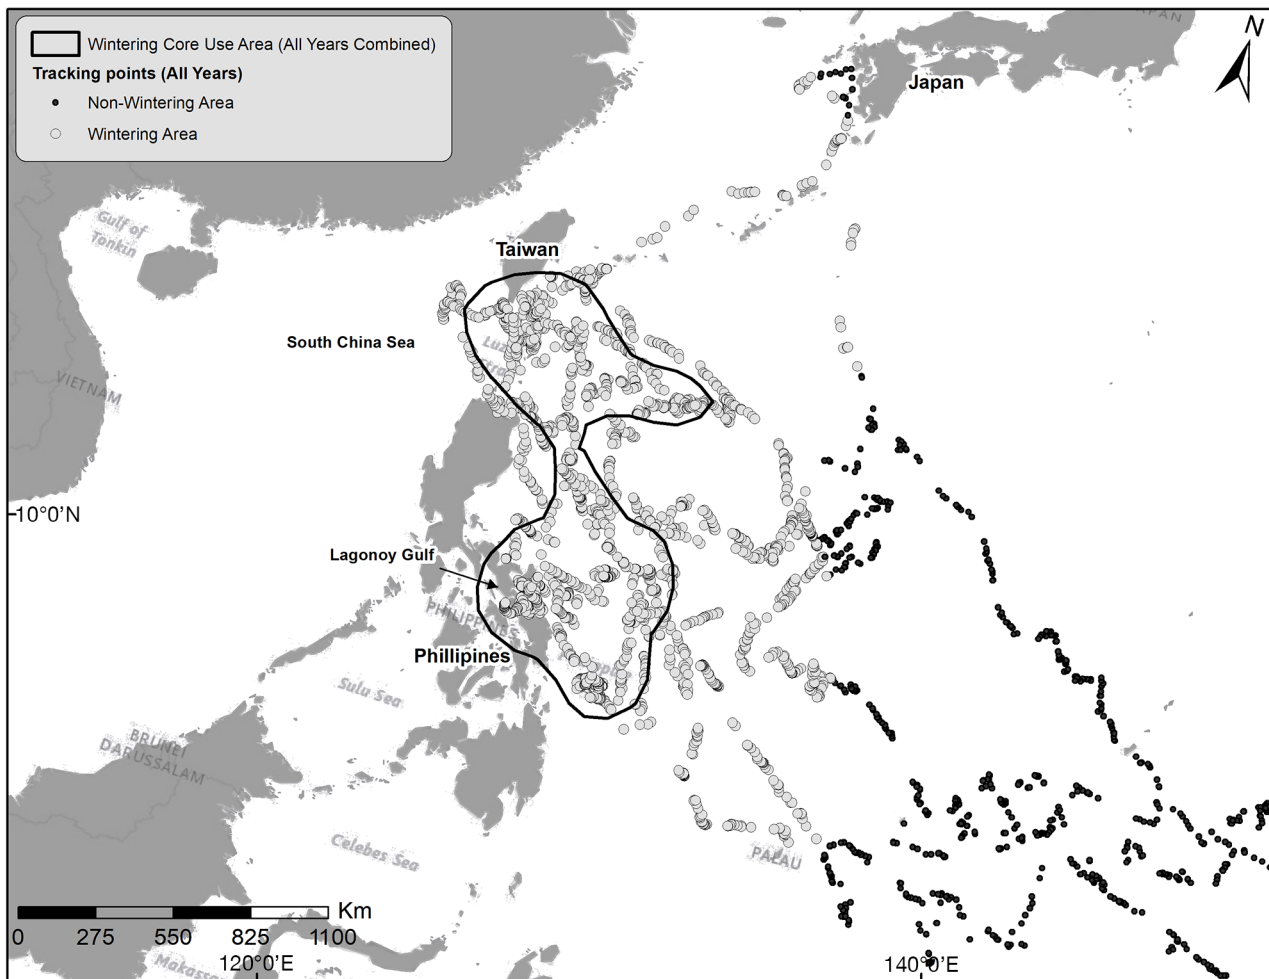 Wintering Core Use Area (All Years Combined)
Tracking points (All Years)
Non-Wintering Area
Wintering Area
N
Japan
Gulf of
Tonkin
Taiwan
South China Sea
VIETNAM
10°0'N
Lagonoy Gulf
PHILIPPINES
Phillipines
Sulu Sea
BRUNEI
DARUSSALAM
Celebes Sea
PALAU
Km
0 275 550 825 1100
120°0'E
140°0'E